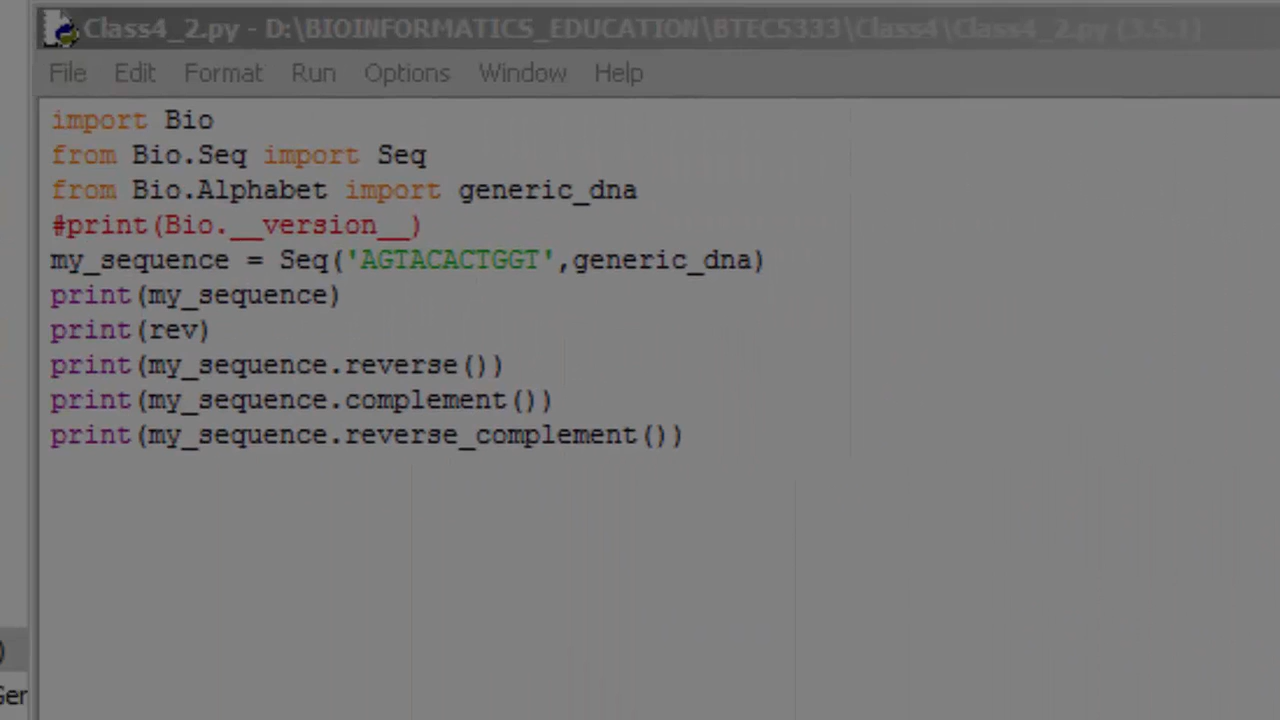 Class4_2.py - D:\BIOINFORMATICS_EDUCATION\BTEC5333\Class4\Class4_2.py (3.5.1)
File Edit Format Run Options Window Help
import Bio
from Bio.Seq import Seq
from Bio.Alphabet import generic_dna
#print(Bio.__version__)
my_sequence = Seq('AGTACACTGGT',generic_dna)
print(my_sequence)
print(rev)
print(my_sequence.reverse())
print(my_sequence.complement())
print(my_sequence.reverse_complement())
)
Ger